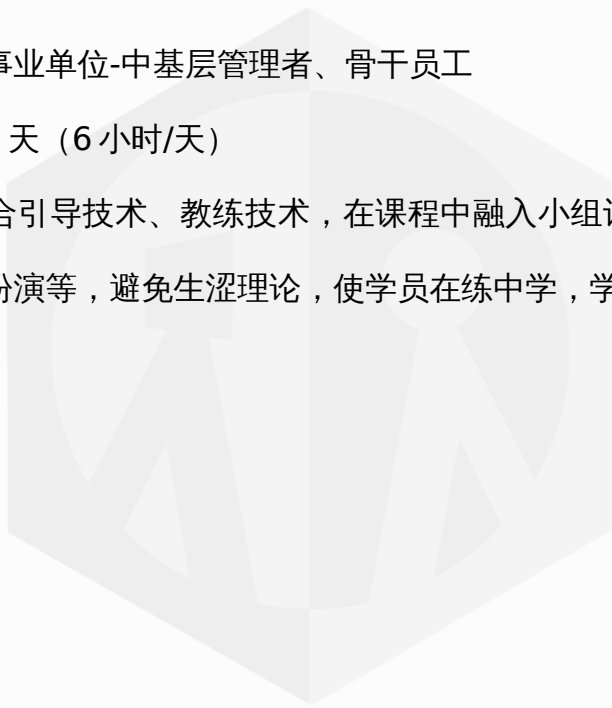 事业单位-中基层管理者、骨干员工
天（6 小时/天）
合引导技术、教练技术，在课程中融入小组
扮演等，避免生涩理论，使学员在练中学，学